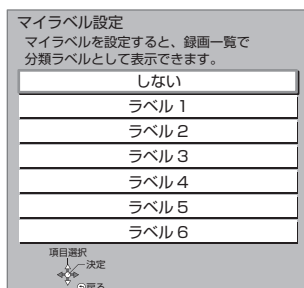 マイラベル設定
マイラベルを設定すると、録画一覧で
分類ラベルとして表示できます。
しない
ラベル 1
ラベル 2
ラベル 3
ラベル 4
ラベル 5
ラベル 6
項目選択
決定
戻る